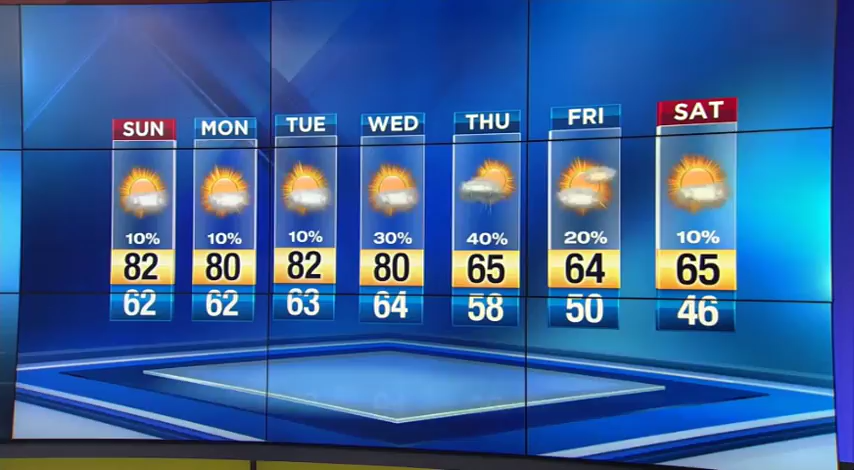 SUN MON TUE WED THU FRI SAT
10% 10% 10% 30% 40% 20% 10%
82 80 82 80 65 64 65
62 62 63 64 58 50 46